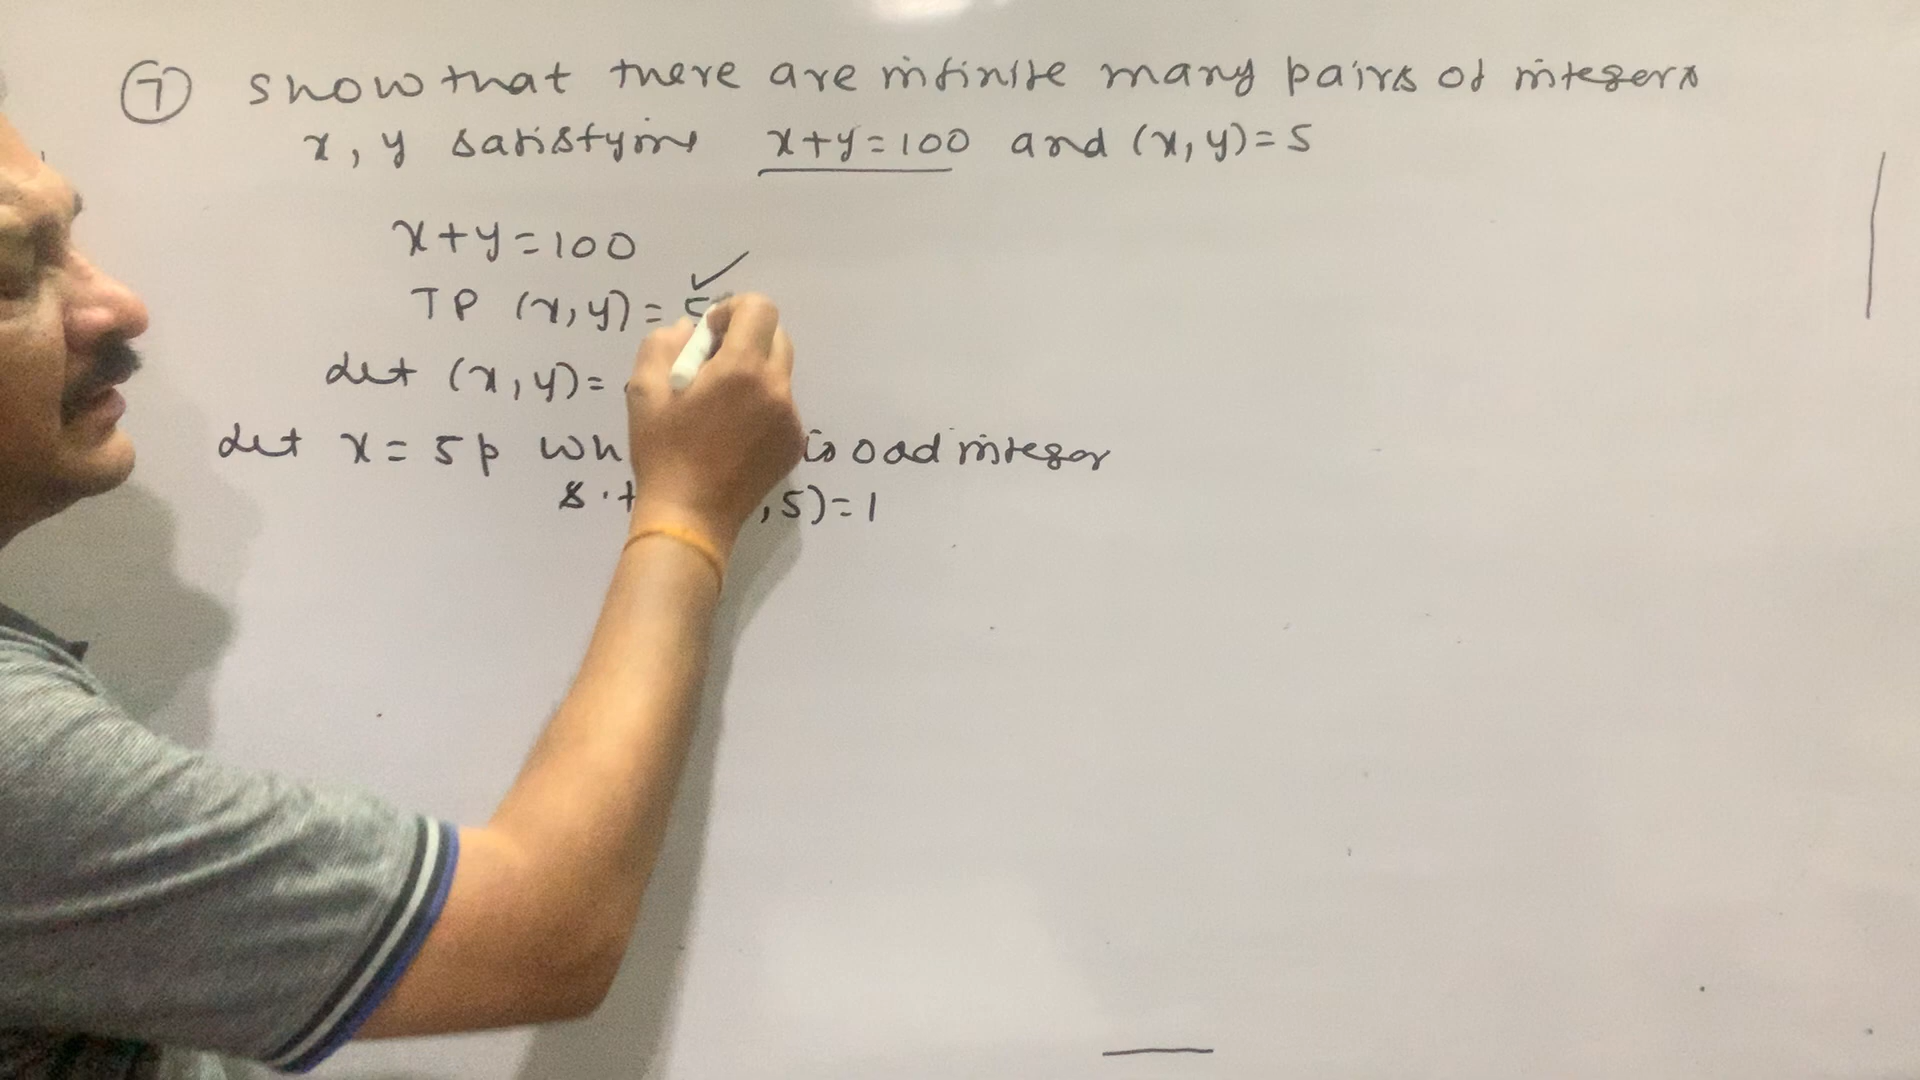 7 show that there are infinite many pairs of integers
x, y satisfying x+y=100 and (x, y)=5
x+y=100
TP (x, y) = 5
Let (x, y)=
Let x = 5p is odd integer
s.t , 5)=1